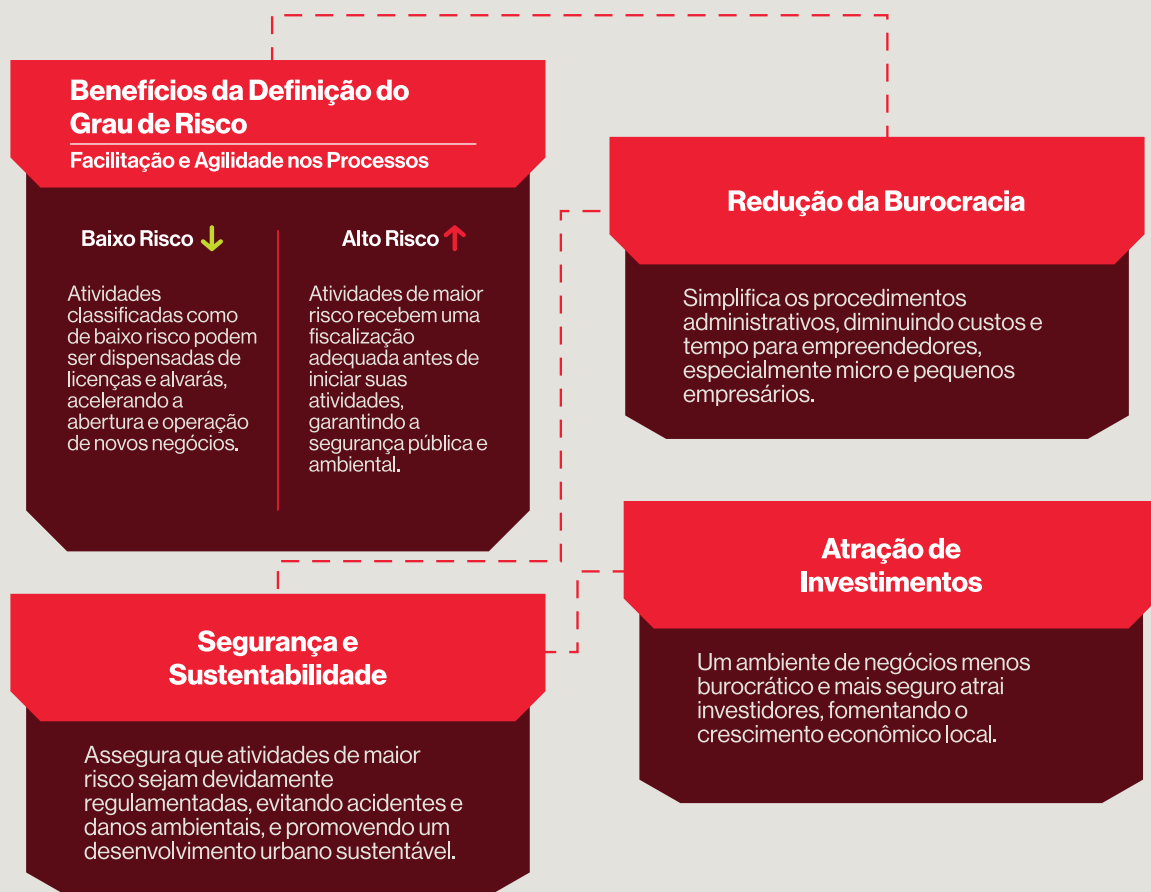 Benefícios da Definição do
Grau de Risco
Facilitação e Agilidade nos Processos
Baixo Risco
Atividades
classificadas como
de baixo risco podem
ser dispensadas de
licenças e alvarás,
acelerando a
abertura e operação
de novos negócios.
Alto Risco
Atividades de maior
risco recebem uma
fiscalização
adequada antes de
iniciar suas
atividades,
garantindo a
segurança pública e
ambiental.
Redução da Burocracia
Simplifica os procedimentos
administrativos, diminuindo custos e
tempo para empreendedores,
especialmente micro e pequenos
empresários.
Segurança e
Sustentabilidade
Assegura que atividades de maior
risco sejam devidamente
regulamentadas, evitando acidentes e
danos ambientais, e promovendo um
desenvolvimento urbano sustentável.
Atração de
Investimentos
Um ambiente de negócios menos
burocrático e mais seguro atrai
investidores, fomentando o
crescimento econômico local.